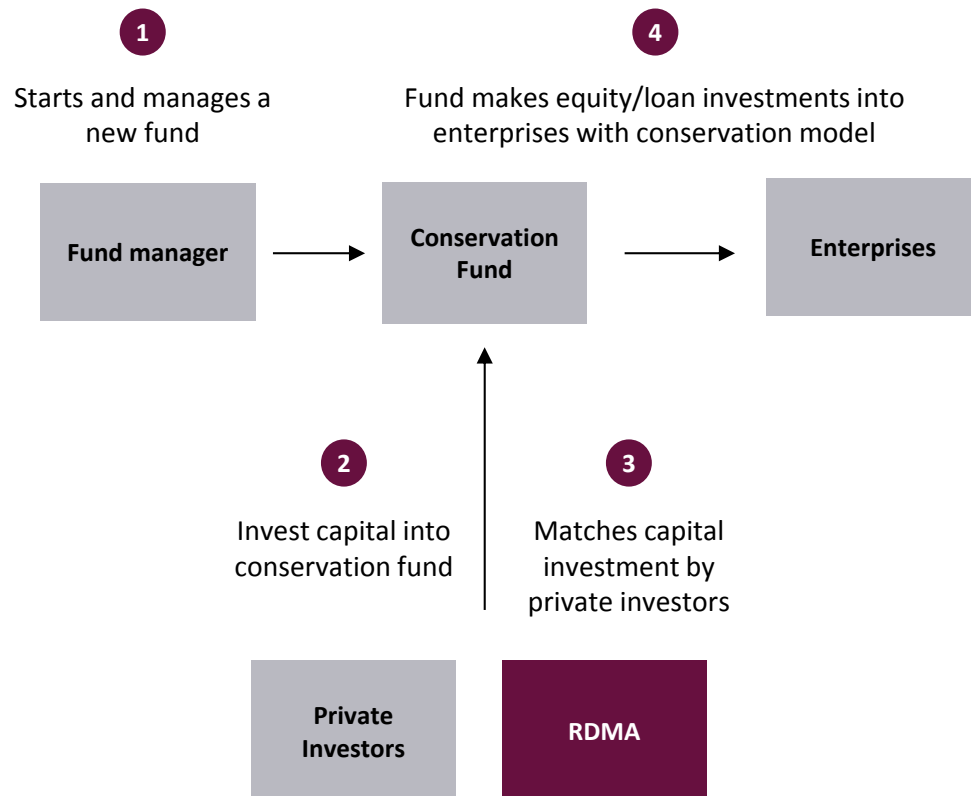 1
Starts and manages a
new fund
4
Fund makes equity/loan investments into
enterprises with conservation model
Fund manager
Conservation
Fund
Enterprises
2
Invest capital into
conservation fund
3
Matches capital
investment by
private investors
Private
Investors
RDMA